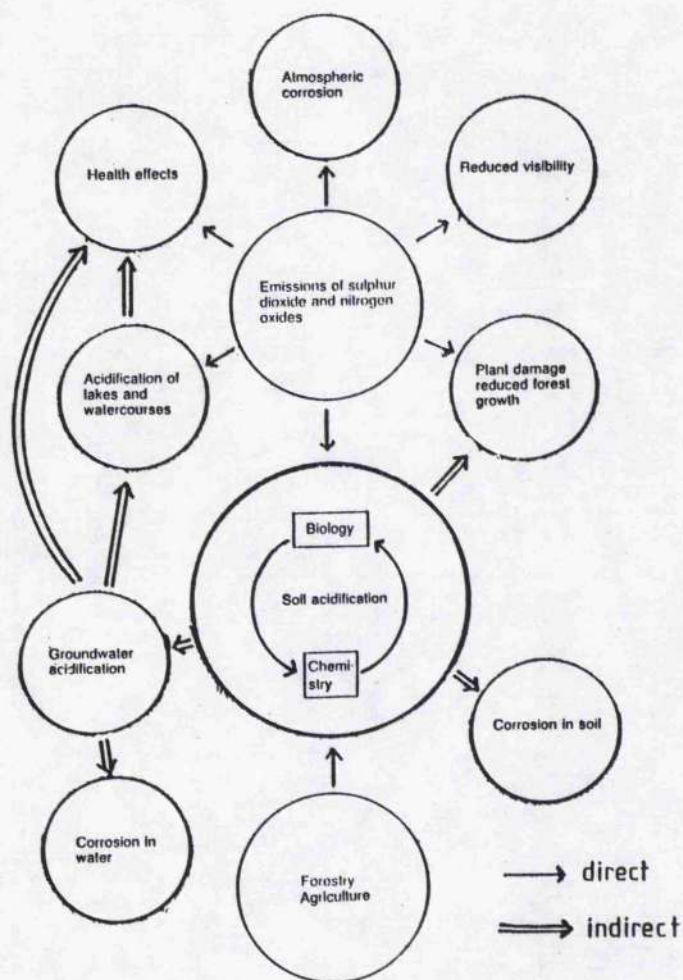 Atmospheric
corrosion
Health effects
Reduced visibility
Emissions of sulphur
dioxide and nitrogen
oxides
Acidification of
lakes and
watercourses
Plant damage
reduced forest
growth
Biology
Soil acidification
Chemi-
stry
Groundwater
acidification
Corrosion in soil
Corrosion in
water
Forestry
Agriculture
direct
indirect